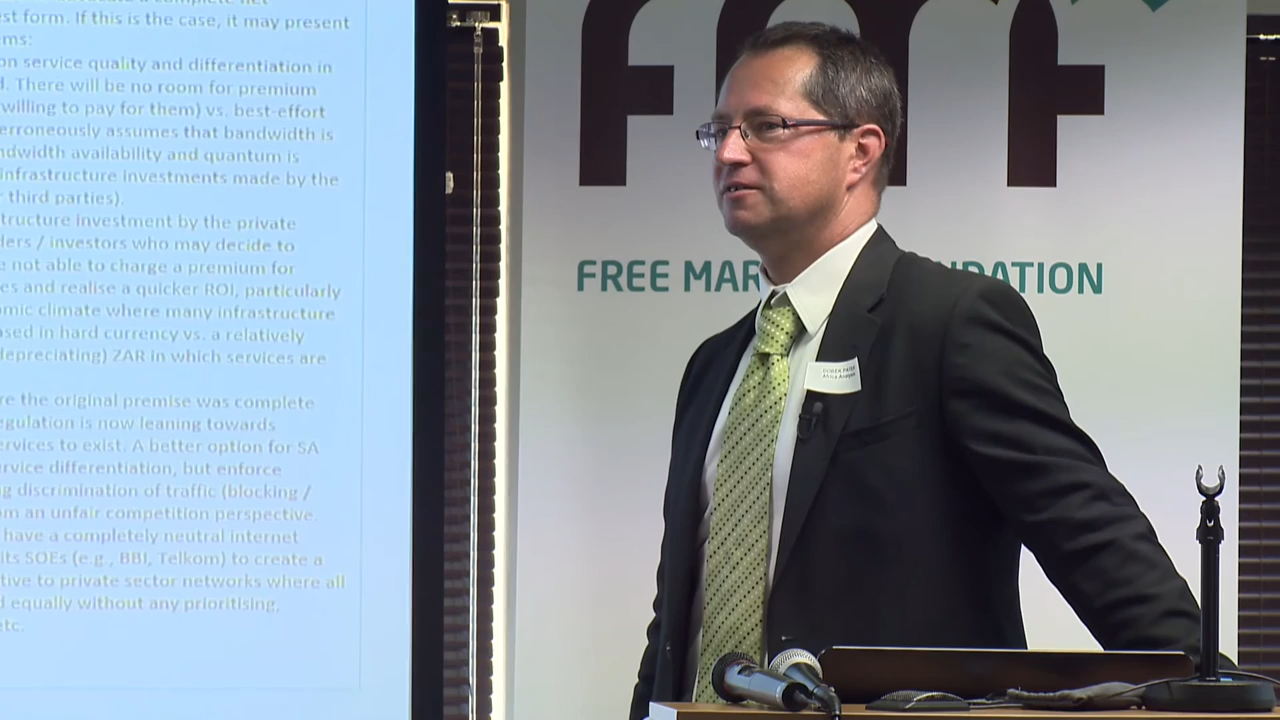 est form. If this is the case, it may present
ms:
on service quality and differentiation in
. There will be no room for premium
willing to pay for them) vs. best-effort
erroneously assumes that bandwidth is
ndwidth availability and quantum is
infrastructure investments made by the
third parties).
tructure investment by the private
ders / investors who may decide to
not able to charge a premium for
es and realise a quicker ROI, particularly
omic climate where many infrastructure
ased in hard currency vs. a relatively
depreciating) ZAR in which services are
re the original premise was complete
egulation is now leaning towards
ervices to exist. A better option for SA
rvice differentiation, but enforce
g discrimination of traffic (blocking /
om an unfair competition perspective.
have a completely neutral internet
its SOEs (e.g., BBI, Telkom) to create a
tive to private sector networks where all
d equally without any prioritising,
etc.
FMF
FREE MAR NDATION